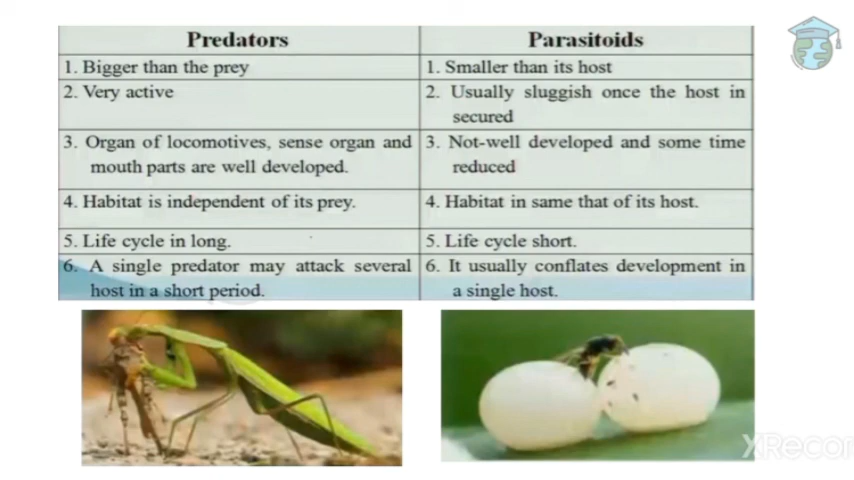 Predators
Parasitoids
1. Bigger than the prey
1. Smaller than its host
2. Very active
2. Usually sluggish once the host in
secured
3. Organ of locomotives, sense organ and
mouth parts are well developed.
3. Not-well developed and some time
reduced
4. Habitat is independent of its prey.
4. Habitat in same that of its host.
5. Life cycle in long.
5. Life cycle short.
6. A single predator may attack several
host in a short period.
6. It usually conflates development in
a single host.
XRecor